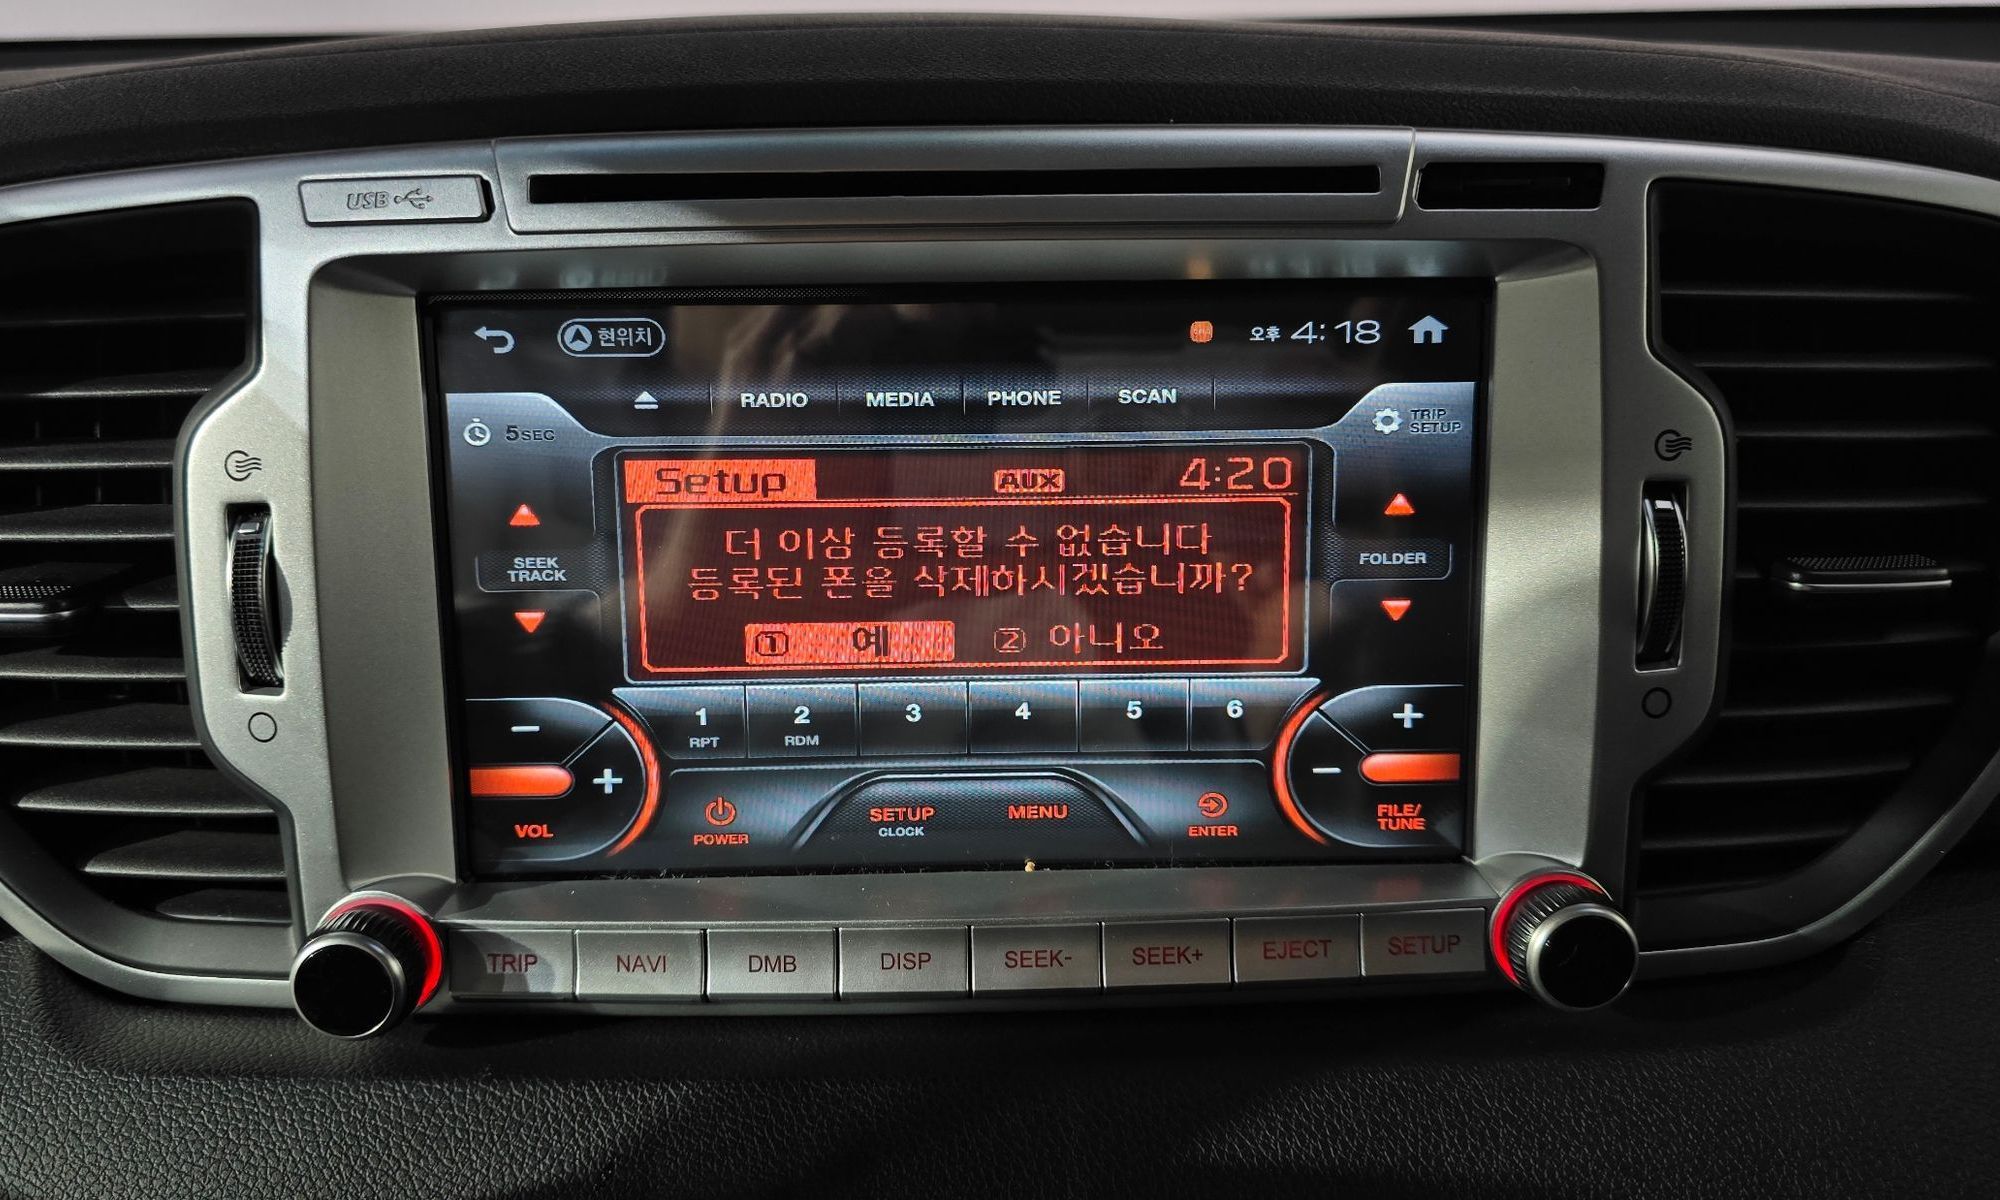 USB
현위치
오후 4:18
RADIO
MEDIA
PHONE
SCAN
5SEC
TRIP
SETUP
Setup
AUX
4:20
더 이상 등록할 수 없습니다
등록된 폰을 삭제하시겠습니까?
1 예
2 아니오
SEEK
TRACK
FOLDER
1
RPT
2
RDM
3
4
5
6
-
+
VOL
POWER
SETUP
CLOCK
MENU
ENTER
+
-
FILE/
TUNE
TRIP
NAVI
DMB
DISP
SEEK-
SEEK+
EJECT
SETUP